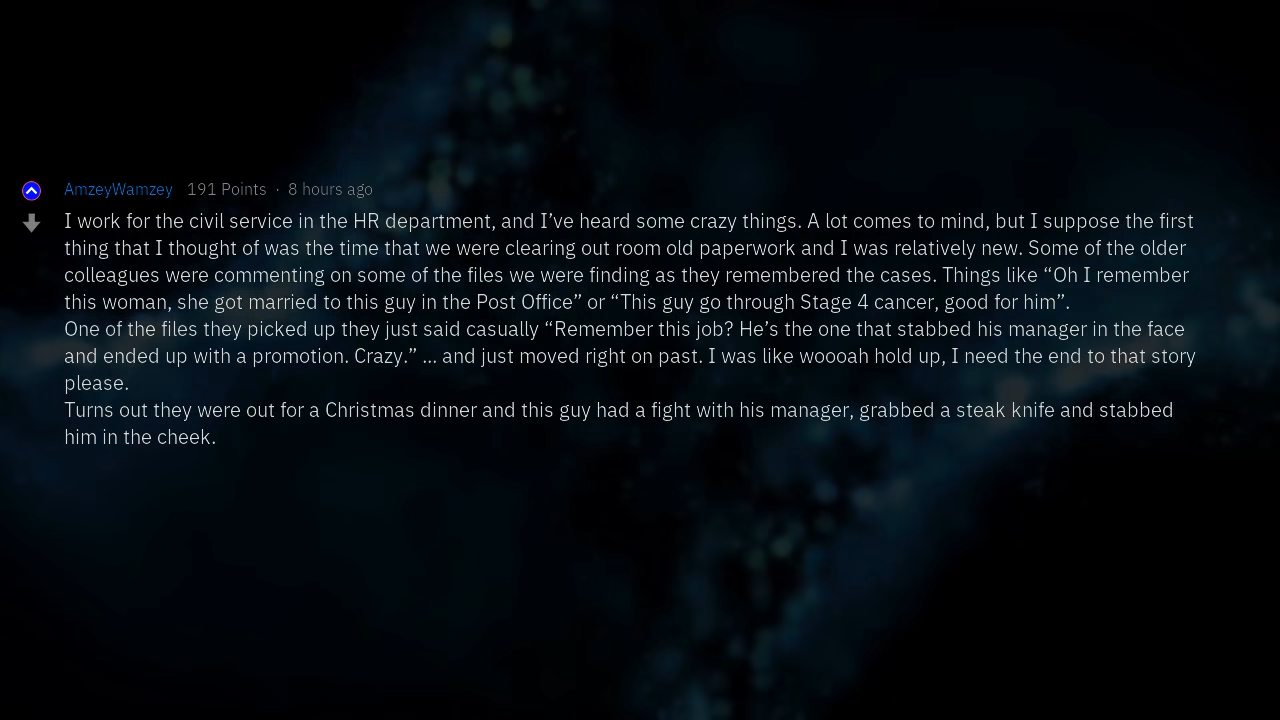 AmzeyWamzey 191 Points · 8 hours ago
I work for the civil service in the HR department, and I’ve heard some crazy things. A lot comes to mind, but I suppose the first
thing that I thought of was the time that we were clearing out room old paperwork and I was relatively new. Some of the older
colleagues were commenting on some of the files we were finding as they remembered the cases. Things like “Oh I remember
this woman, she got married to this guy in the Post Office” or “This guy go through Stage 4 cancer, good for him”.
One of the files they picked up they just said casually “Remember this job? He’s the one that stabbed his manager in the face
and ended up with a promotion. Crazy.” ... and just moved right on past. I was like woooah hold up, I need the end to that story
please.
Turns out they were out for a Christmas dinner and this guy had a fight with his manager, grabbed a steak knife and stabbed
him in the cheek.